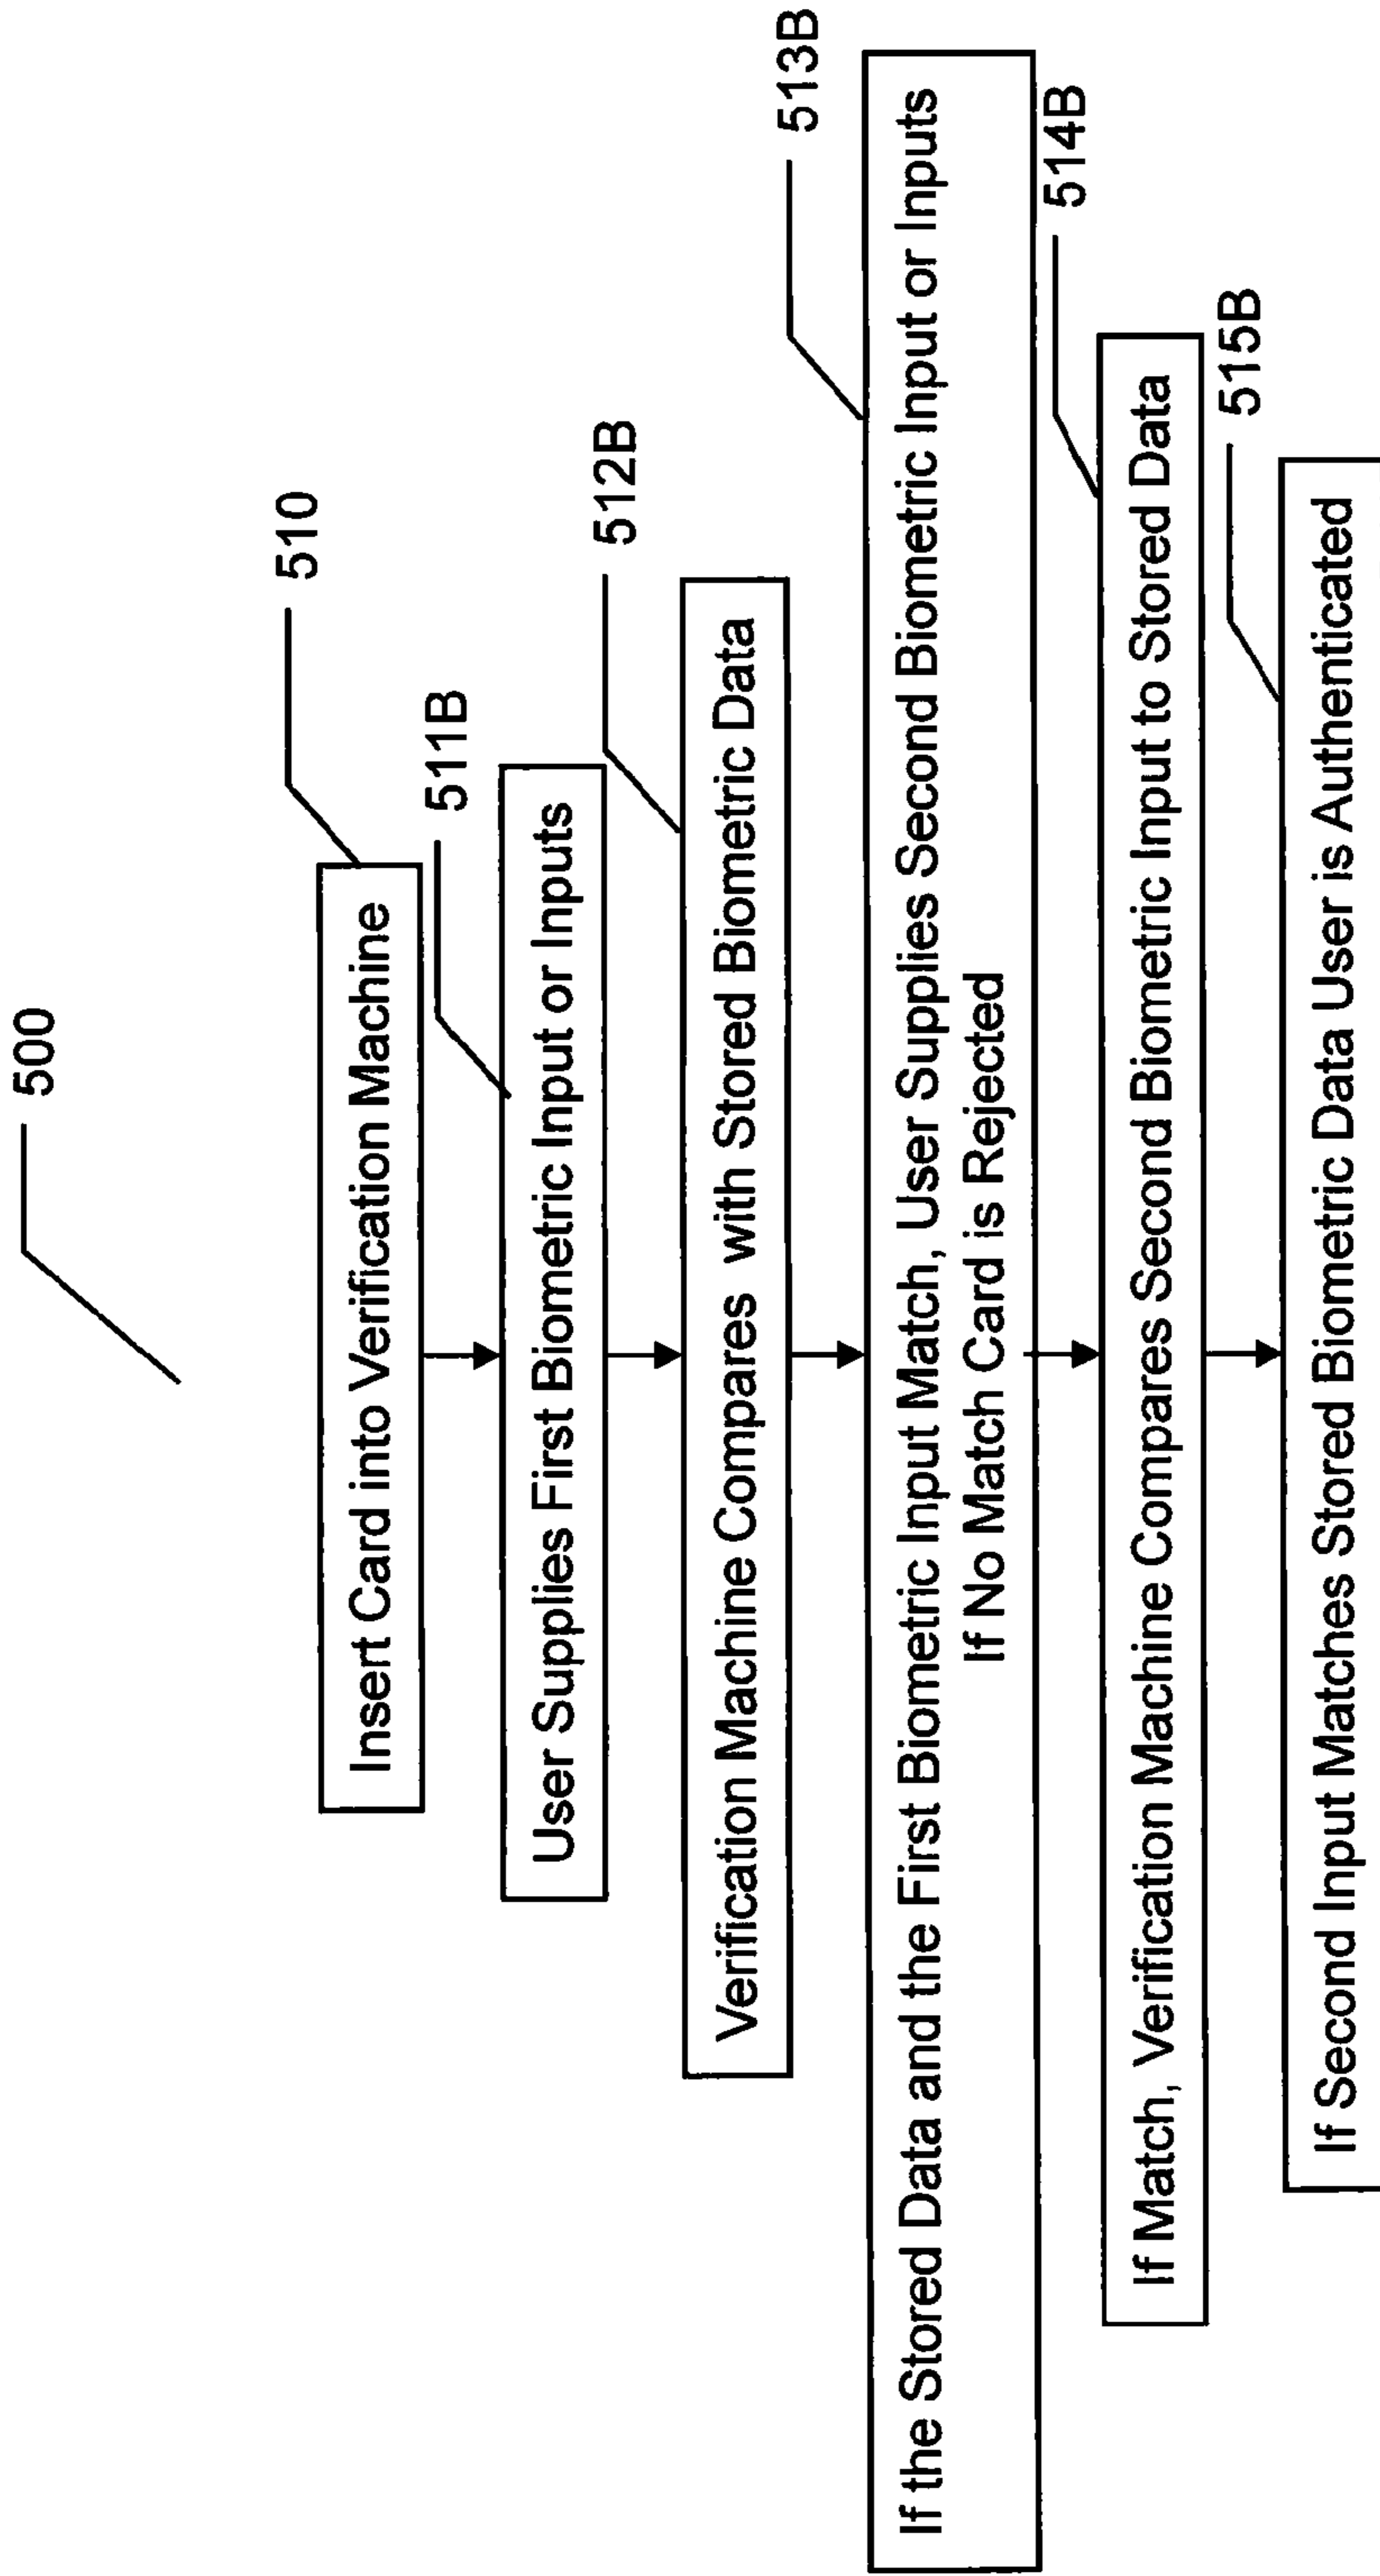 500
510
Insert Card into Verification Machine
511B
User Supplies First Biometric Input or Inputs
512B
Verification Machine Compares with Stored Biometric Data
513B
If the Stored Data and the First Biometric Input Match, User Supplies Second Biometric Input or Inputs
If No Match Card is Rejected
514B
If Match, Verification Machine Compares Second Biometric Input to Stored Data
515B
If Second Input Matches Stored Biometric Data User is Authenticated